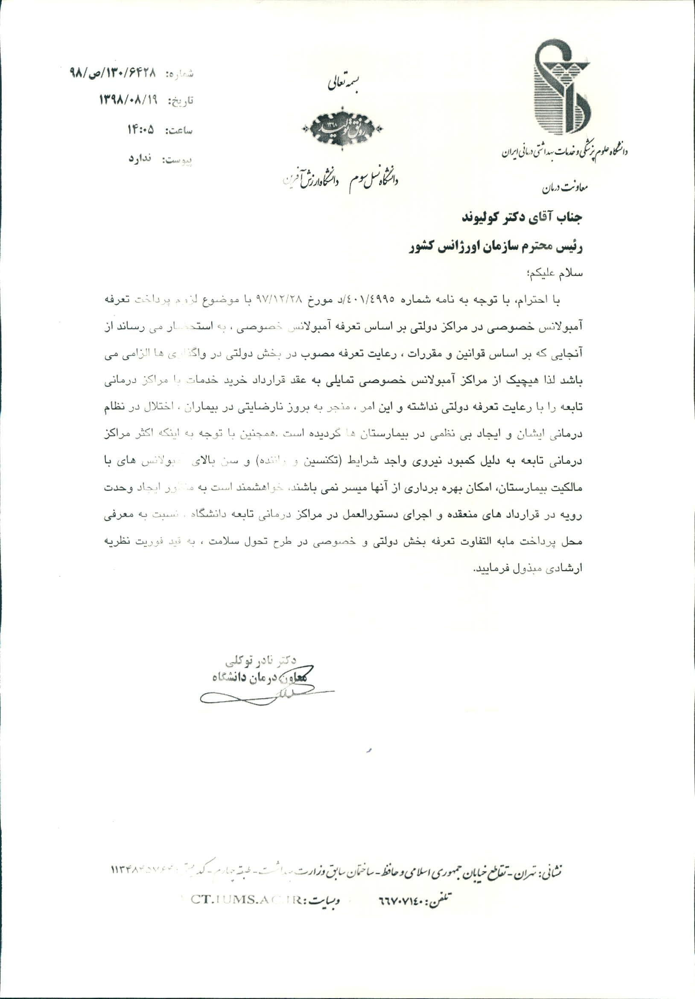 بسمه تعالی
رونق تولید
۱۳۹۸
دانشگاه نسل سوم دانشگاه ارزش آفرین
شماره: ۹۸/ص/۱۳۰/۶۴۲۸
تاریخ: ۱۳۹۸/۰۸/۱۹
ساعت: ۱۴:۰۵
پیوست: ندارد
دانشگاه علوم پزشکی و خدمات بهداشتی درمانی ایران
معاونت درمان
جناب آقای دکتر کولیوند
رئیس محترم سازمان اورژانس کشور
سلام علیکم؛
با احترام، با توجه به نامه شماره ٤٠١/٤٩٩٥/د مورخ ٩٧/١٢/٢٨ با موضوع لزوم پرداخت تعرفه
آمبولانس خصوصی در مراکز دولتی بر اساس تعرفه آمبولانس خصوصی ، به استحضار می رساند از
آنجایی که بر اساس قوانین و مقررات ، رعایت تعرفه مصوب در بخش دولتی در واگذاری ها الزامی می
باشد لذا هیچیک از مراکز آمبولانس خصوصی تمایلی به عقد قرارداد خرید خدمات با مراکز درمانی
تابعه را با رعایت تعرفه دولتی نداشته و این امر ، منجر به بروز نارضایتی در بیماران ، اختلال در نظام
درمانی ایشان و ایجاد بی نظمی در بیمارستان ها گردیده است .همچنین با توجه به اینکه اکثر مراکز
درمانی تابعه به دلیل کمبود نیروی واجد شرایط (تکنسین و راننده) و سن بالای آمبولانس های با
مالکیت بیمارستان، امکان بهره برداری از آنها میسر نمی باشند، خواهشمند است به منظور ایجاد وحدت
رویه در قرارداد های منعقده و اجرای دستورالعمل در مراکز درمانی تابعه دانشگاه ، نسبت به معرفی
محل پرداخت مابه التفاوت تعرفه بخش دولتی و خصوصی در طرح تحول سلامت ، به قید فوریت نظریه
ارشادی مبذول فرمایید.
دکتر نادر توکلی
معاون درمان دانشگاه
نشانی: تهران - تقاطع خیابان جمهوری اسلامی و حافظ - ساختمان سابق وزارت بهداشت - طبقه چهارم - کد پستی: ۱۱۳۴۸۴۵۷۶۴
تلفن: ٦٦٧٠٧١٤٠ وبسایت: CT.IUMS.AC.IR